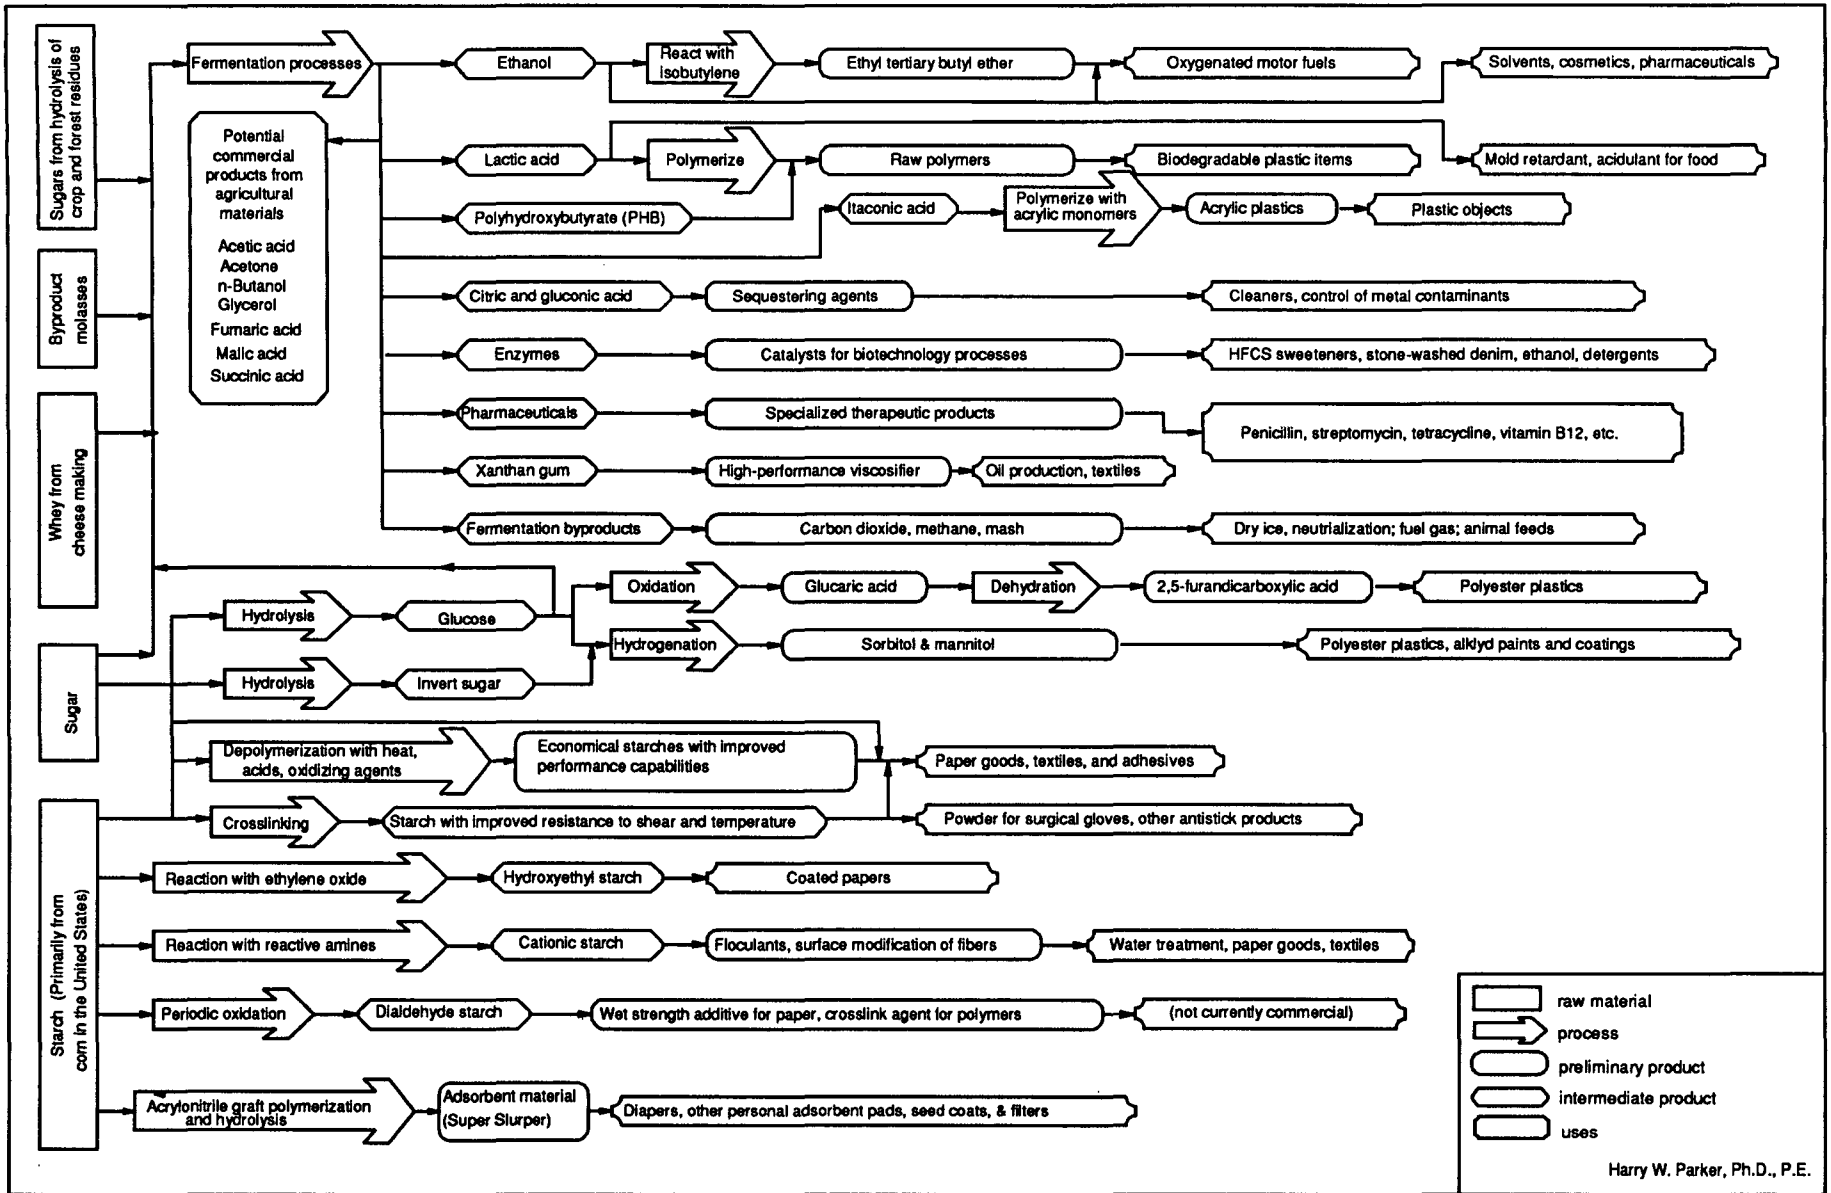 Sugars from hydrolysis of
crop and forest residues
Byproduct
molasses
Whey from
cheese making
Sugar
Starch (Primarily from
corn in the United States)
Fermentation processes
Ethanol
React with
isobutylene
Ethyl tertiary butyl ether
Oxygenated motor fuels
Solvents, cosmetics, pharmaceuticals
Potential
commercial
products from
agricultural
materials
Acetic acid
Acetone
n-Butanol
Glycerol
Fumaric acid
Malic acid
Succinic acid
Lactic acid
Polymerize
Raw polymers
Biodegradable plastic items
Mold retardant, acidulant for food
Polyhydroxybutyrate (PHB)
Itaconic acid
Polymerize with
acrylic monomers
Acrylic plastics
Plastic objects
Citric and gluconic acid
Sequestering agents
Cleaners, control of metal contaminants
Enzymes
Catalysts for biotechnology processes
HFCS sweeteners, stone-washed denim, ethanol, detergents
Pharmaceuticals
Specialized therapeutic products
Penicillin, streptomycin, tetracycline, vitamin B12, etc.
Xanthan gum
High-performance viscosifier
Oil production, textiles
Fermentation byproducts
Carbon dioxide, methane, mash
Dry ice, neutrialization; fuel gas; animal feeds
Hydrolysis
Glucose
Oxidation
Glucaric acid
Dehydration
2,5-furandicarboxylic acid
Polyester plastics
Hydrogenation
Sorbitol & mannitol
Polyester plastics, alklyd paints and coatings
Hydrolysis
Invert sugar
Depolymerization with heat,
acids, oxidizing agents
Economical starches with improved
performance capabilities
Paper goods, textiles, and adhesives
Crosslinking
Starch with improved resistance to shear and temperature
Powder for surgical gloves, other antistick products
Reaction with ethylene oxide
Hydroxyethyl starch
Coated papers
Reaction with reactive amines
Cationic starch
Floculants, surface modification of fibers
Water treatment, paper goods, textiles
Periodic oxidation
Dialdehyde starch
Wet strength additive for paper, crosslink agent for polymers
(not currently commercial)
Acrylonitrile graft polymerization
and hydrolysis
Adsorbent material
(Super Slurper)
Diapers, other personal adsorbent pads, seed coats, & filters
raw material
process
preliminary product
intermediate product
uses
Harry W. Parker, Ph.D., P.E.